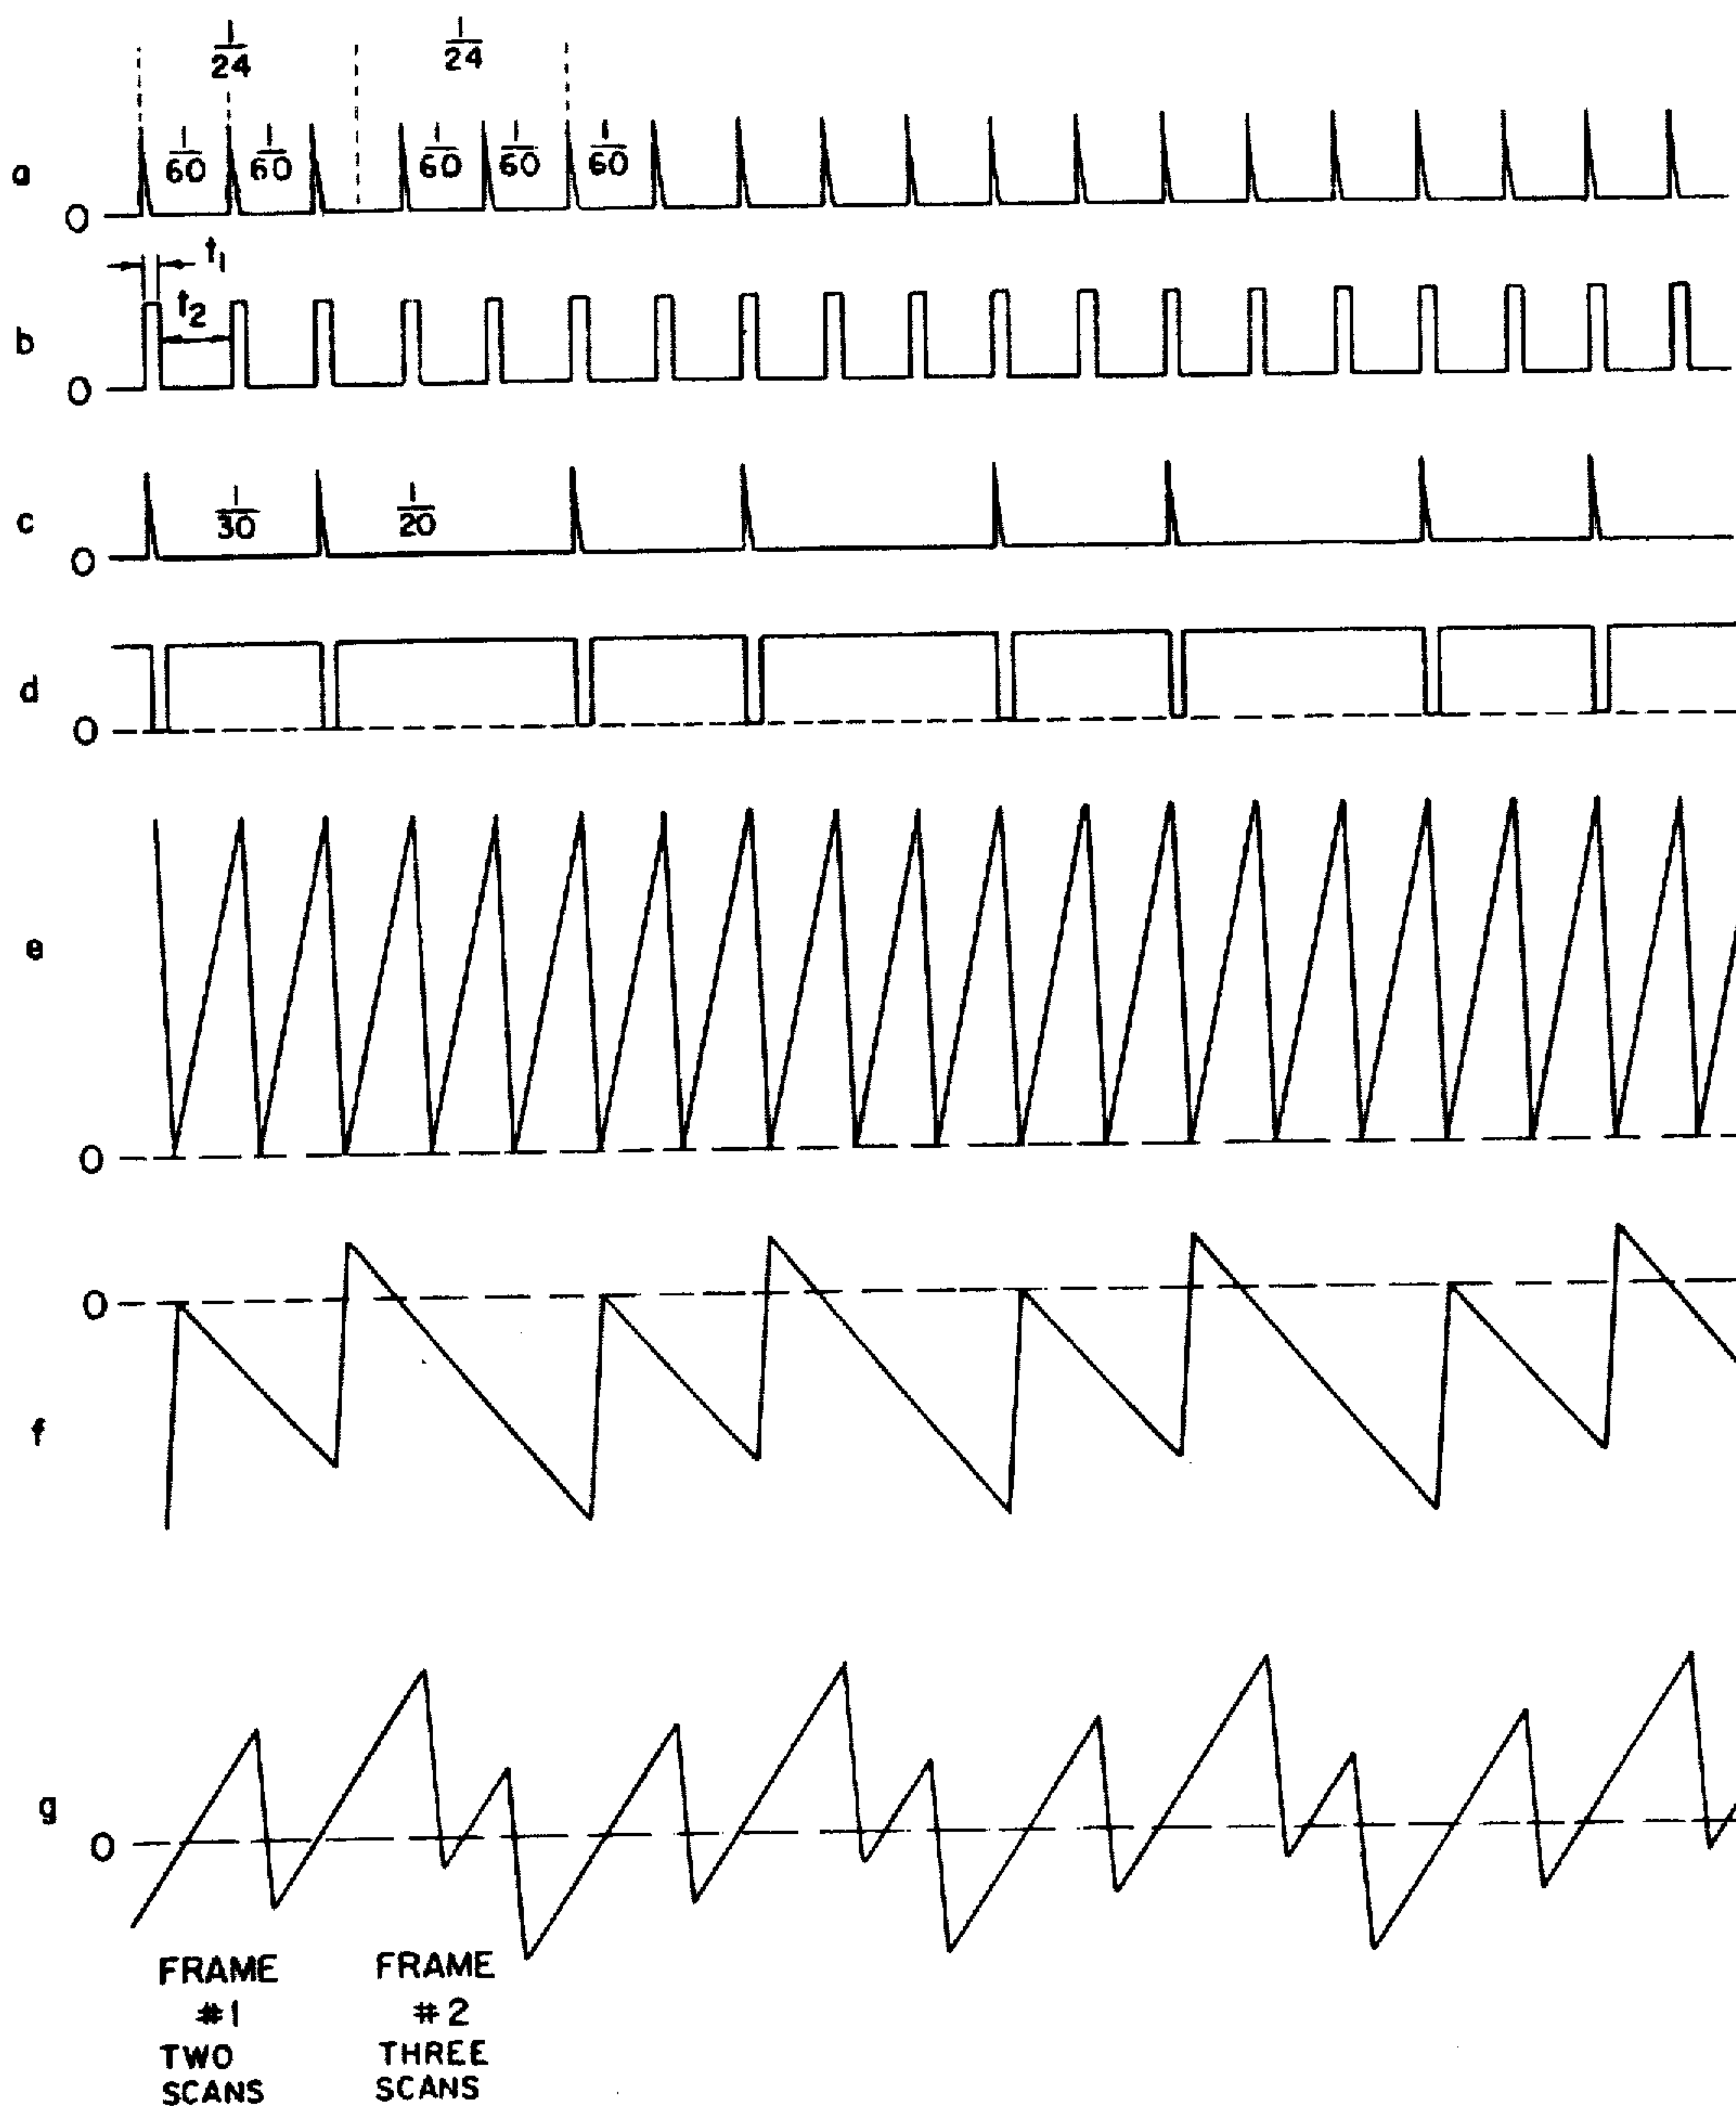 1/24 1/24
a 1/60 1/60 1/60 1/60 1/60
0
t₁
b t₂
0
c 1/30 1/20
0
d
0
e
0
0
f
g
0
FRAME FRAME
#1 #2
TWO THREE
SCANS SCANS